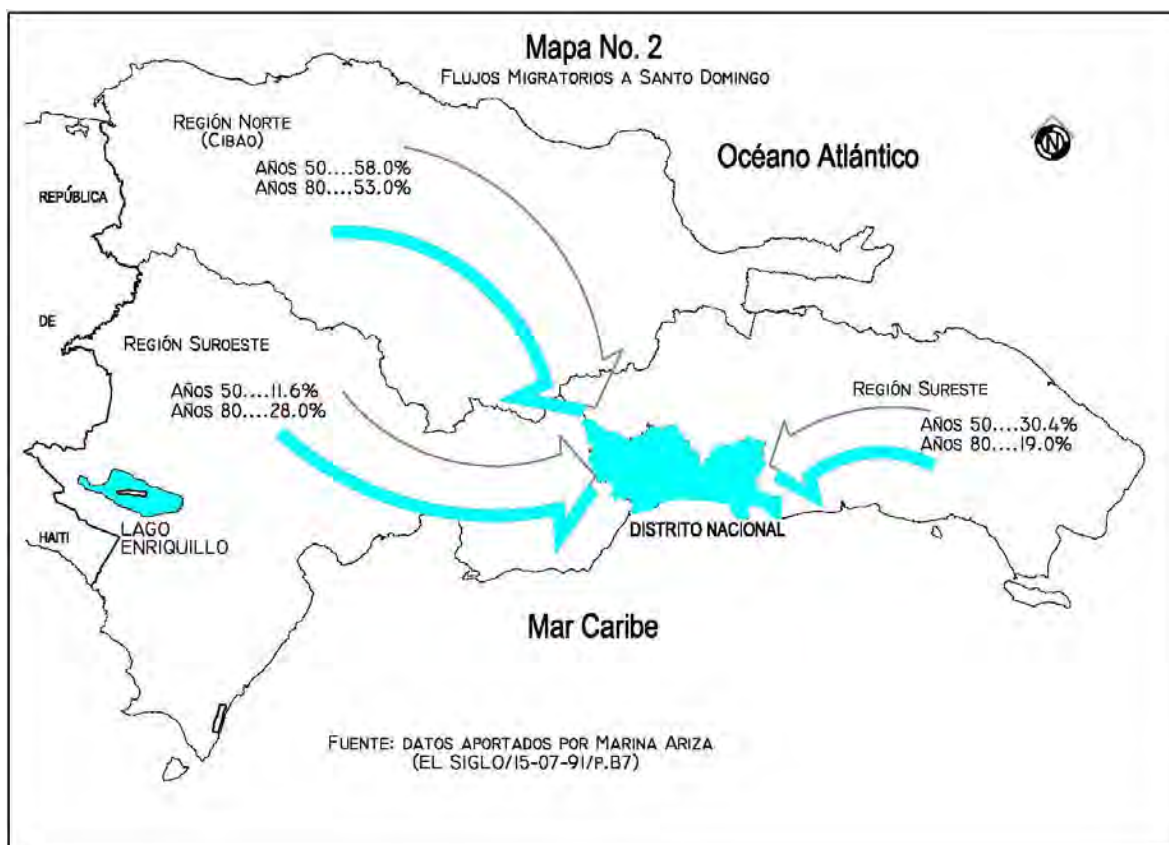 Mapa No. 2
FLUJOS MIGRATORIOS A SANTO DOMINGO
REGIÓN NORTE
(CIBAO)
AÑOS 50....58.0%
AÑOS 80....53.0%
Océano Atlántico
N
REPÚBLICA
DE
HAITI
REGIÓN SUROESTE
AÑOS 50....11.6%
AÑOS 80....28.0%
REGIÓN SURESTE
AÑOS 50....30.4%
AÑOS 80....19.0%
LAGO
ENRIQUILLO
DISTRITO NACIONAL
Mar Caribe
FUENTE: DATOS APORTADOS POR MARINA ARIZA
(EL SIGLO/15-07-91/P.B7)